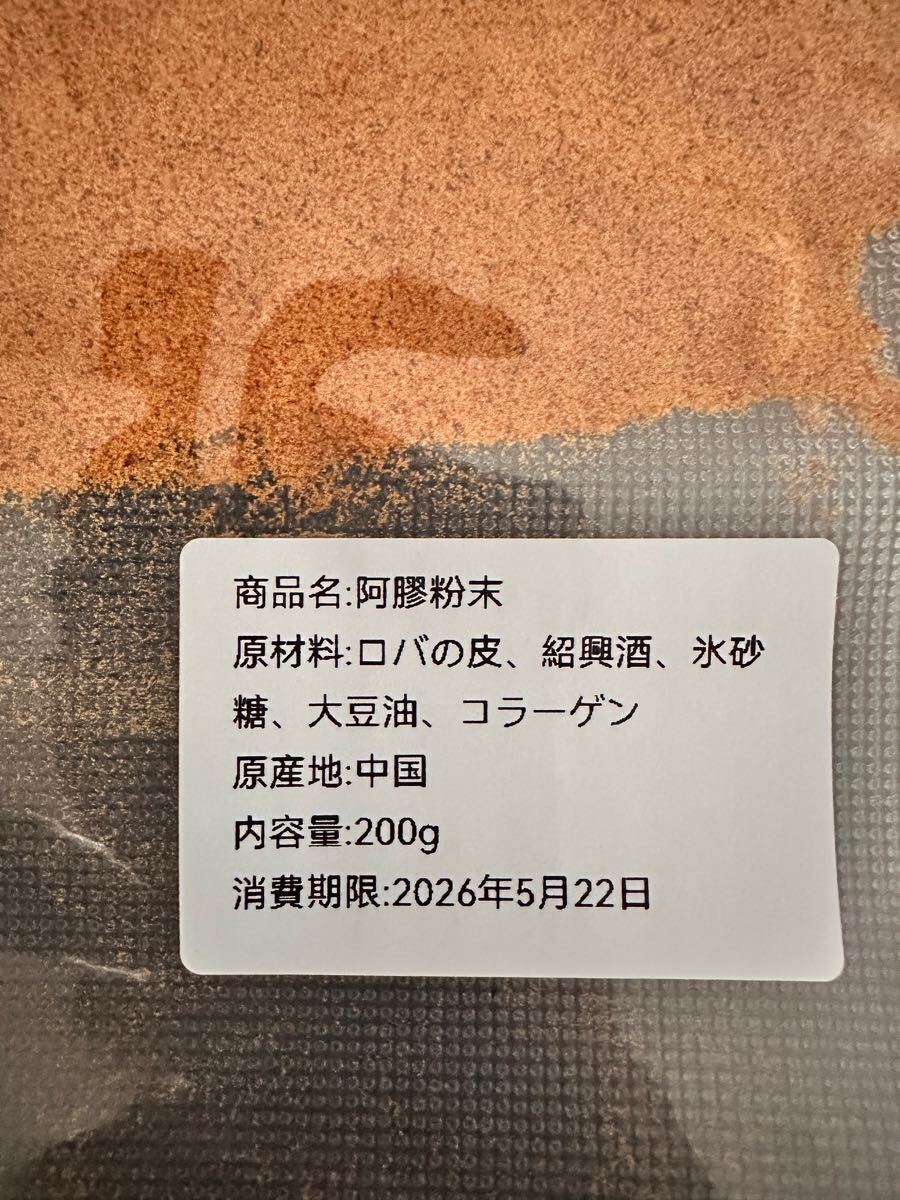 商品名:阿膠粉末
原材料:ロバの皮、紹興酒、氷砂
糖、大豆油、コラーゲン
原産地:中国
内容量:200g
消費期限:2026年5月22日